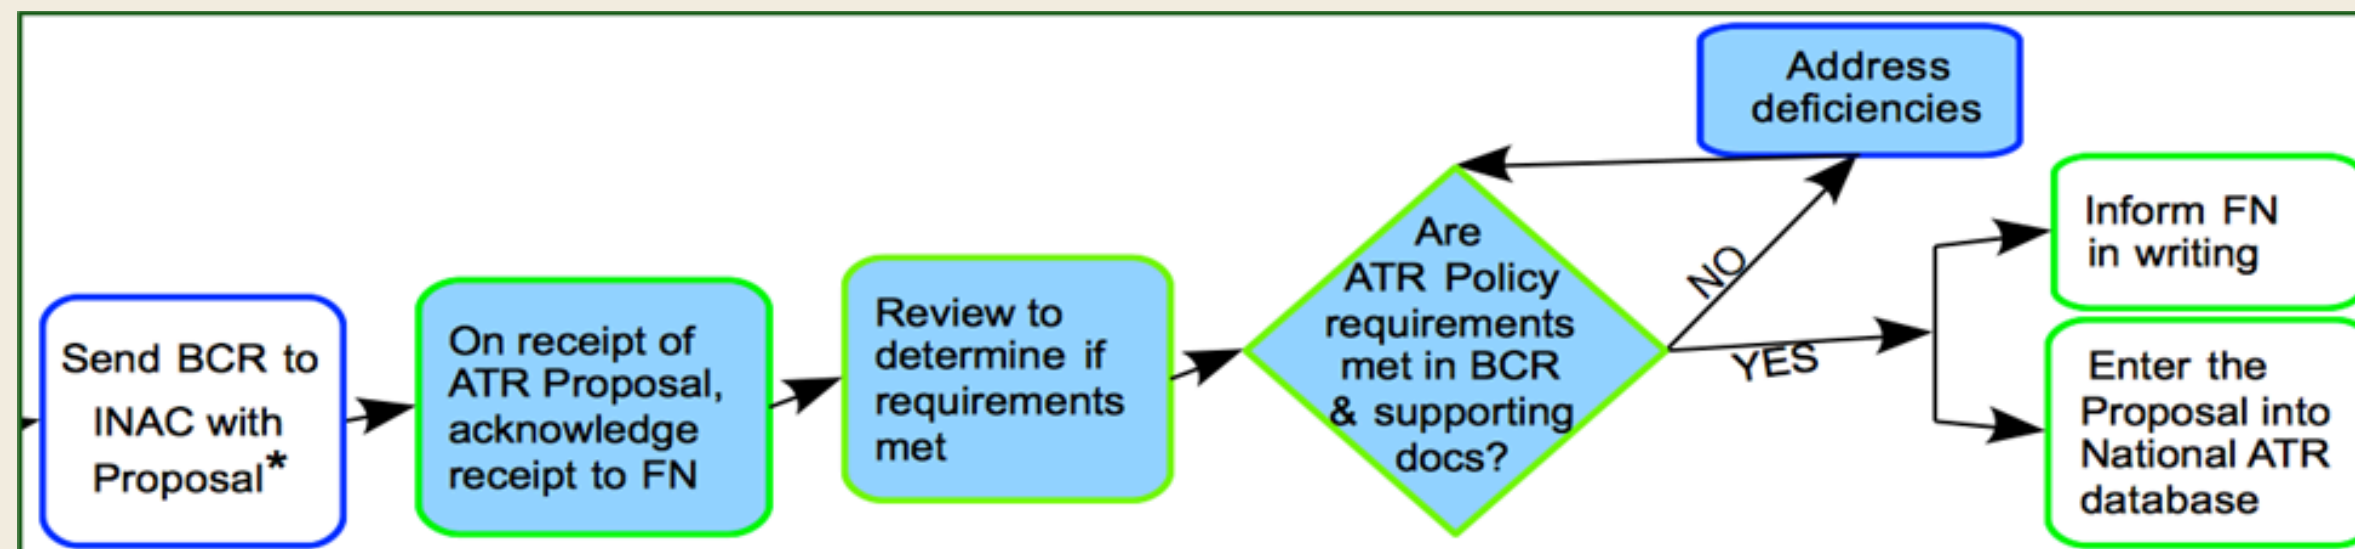 Send BCR to
INAC with
Proposal*
On receipt of
ATR Proposal,
acknowledge
receipt to FN
Review to
determine if
requirements
met
Are
ATR Policy
requirements
met in BCR
& supporting
docs?
NO
Address
deficiencies
YES
Inform FN
in writing
Enter the
Proposal into
National ATR
database